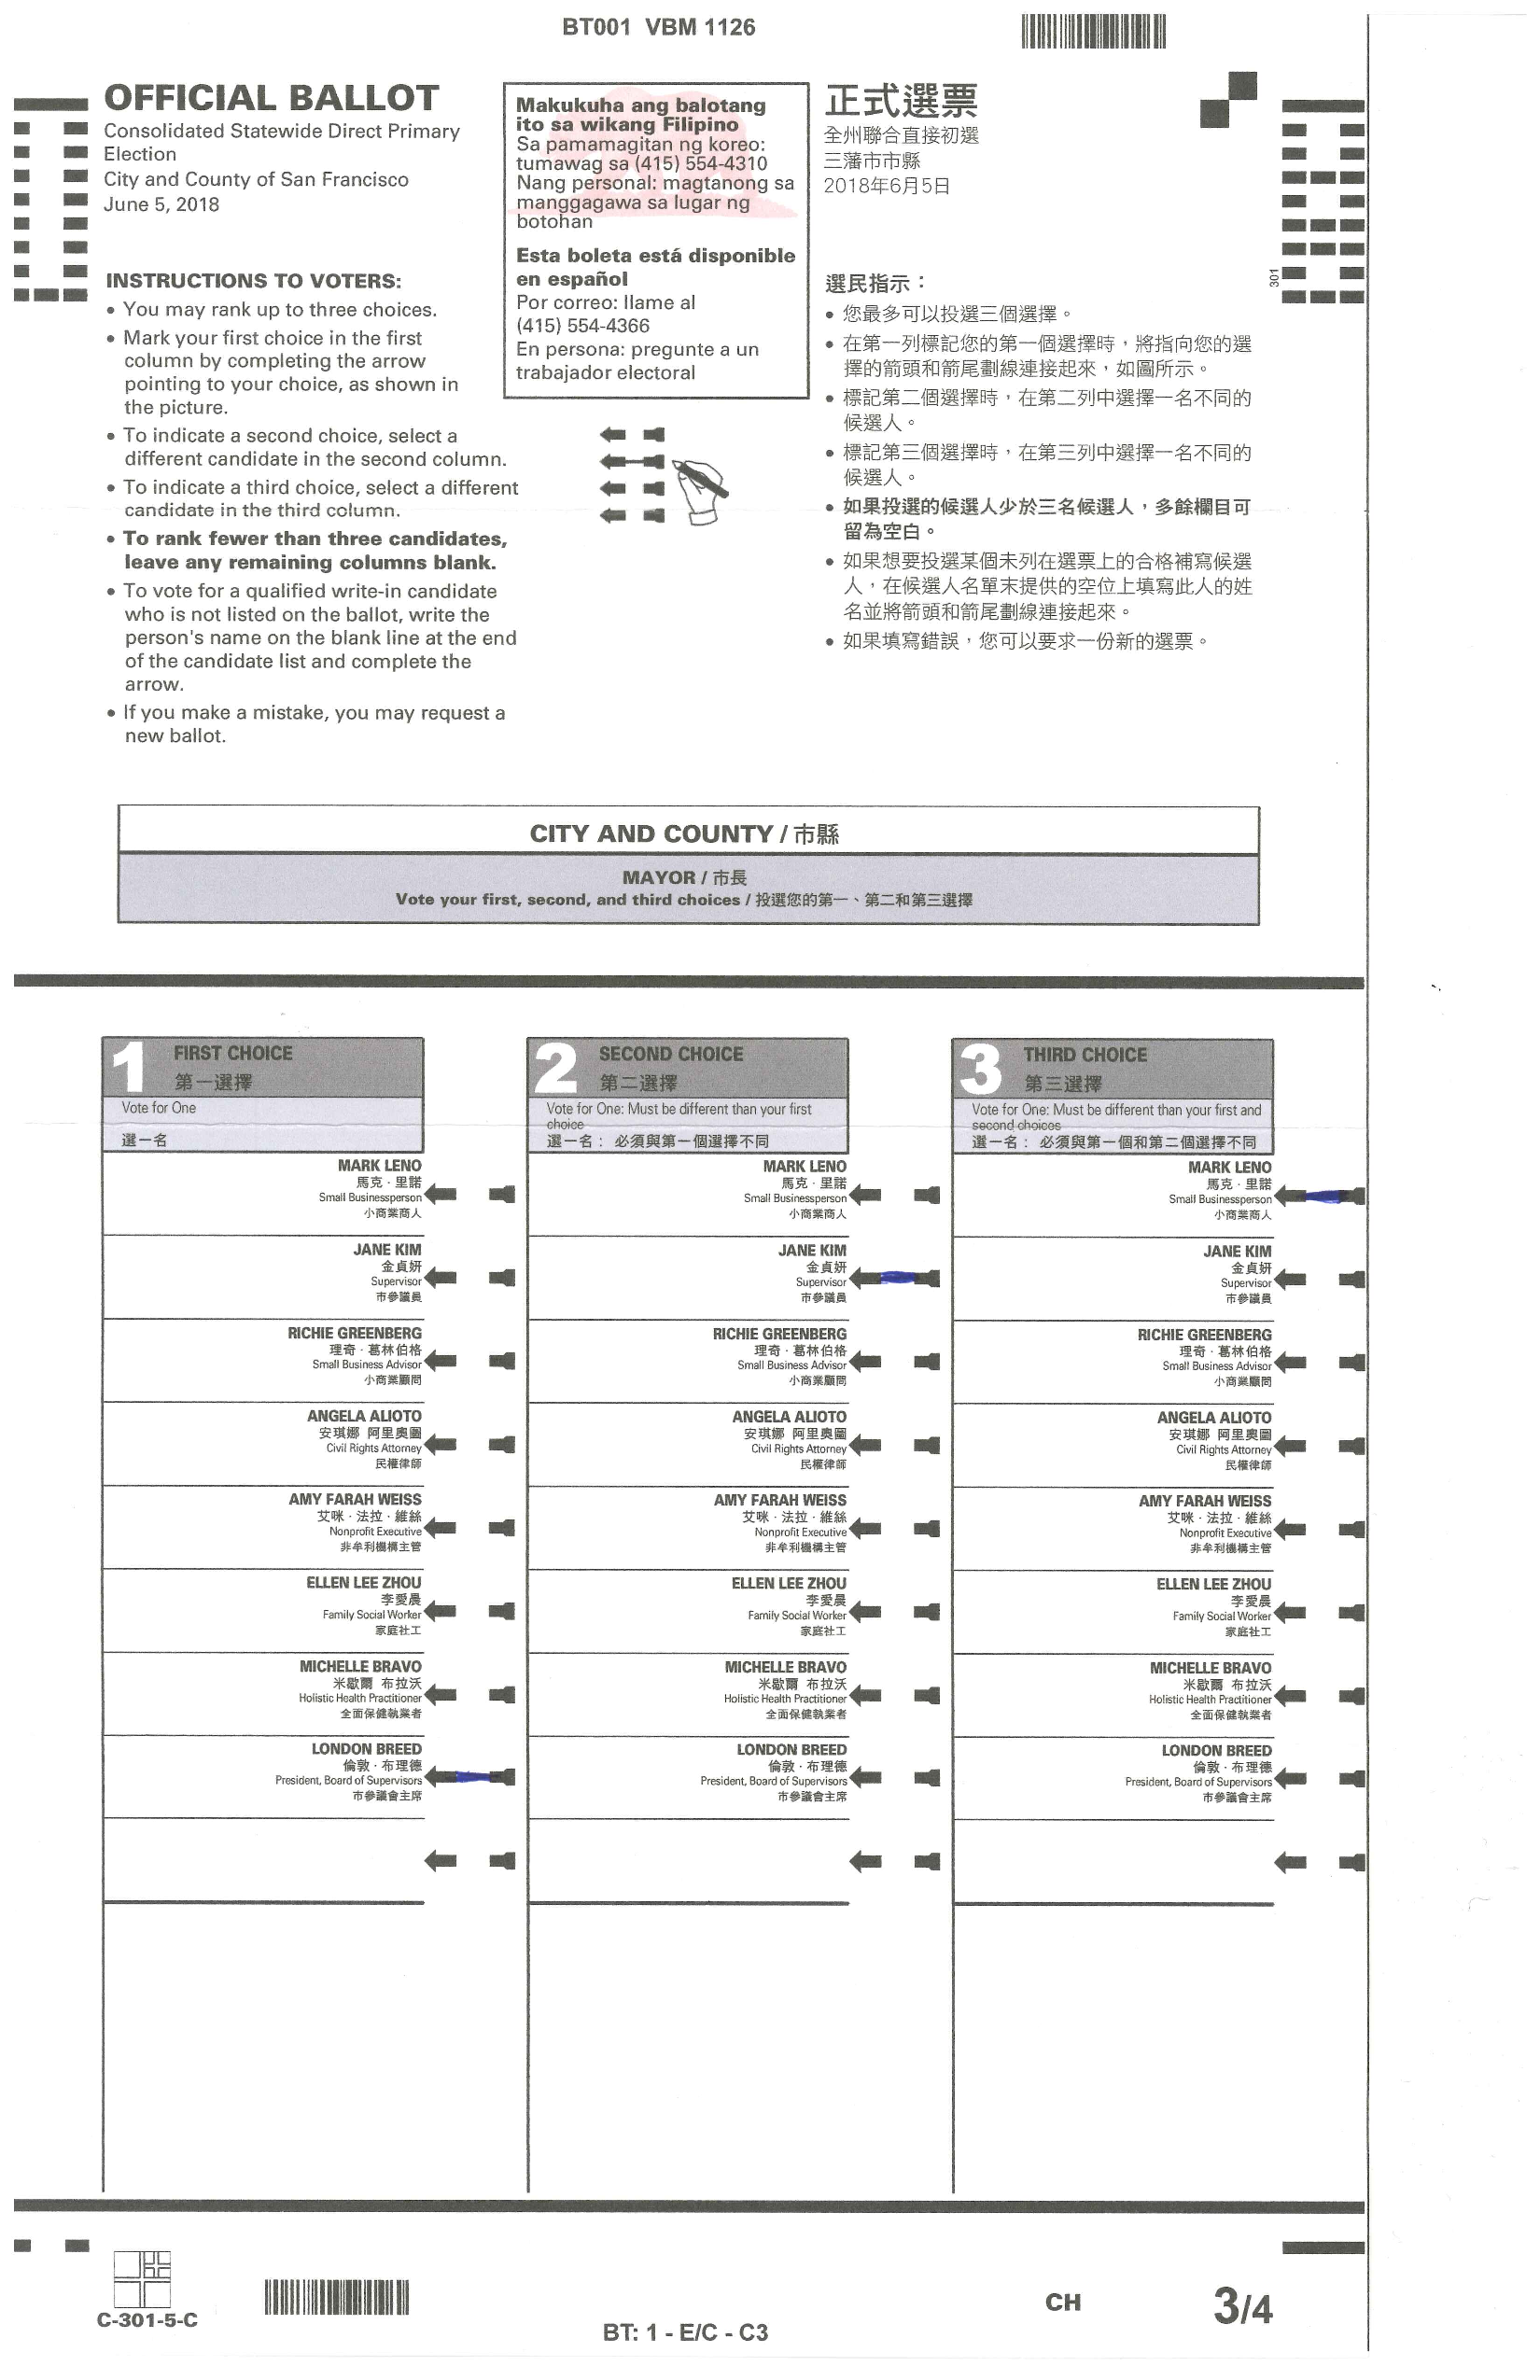 BT001 VBM 1126
OFFICIAL BALLOT
Consolidated Statewide Direct Primary
Election
City and County of San Francisco
June 5, 2018
INSTRUCTIONS TO VOTERS:
• You may rank up to three choices.
• Mark your first choice in the first
column by completing the arrow
pointing to your choice, as shown in
the picture.
• To indicate a second choice, select a
different candidate in the second column.
• To indicate a third choice, select a different
candidate in the third column.
• To rank fewer than three candidates,
leave any remaining columns blank.
• To vote for a qualified write-in candidate
who is not listed on the ballot, write the
person's name on the blank line at the end
of the candidate list and complete the
arrow.
• If you make a mistake, you may request a
new ballot.
Makukuha ang balotang
ito sa wikang Filipino
Sa pamamagitan ng koreo:
tumawag sa (415) 554-4310
Nang personal: magtanong sa
manggagawa sa lugar ng
botohan
Esta boleta está disponible
en español
Por correo: llame al
(415) 554-4366
En persona: pregunte a un
trabajador electoral
正式選票
全州聯合直接初選
三藩市市縣
2018年6月5日
301
選民指示：
• 您最多可以投選三個選擇。
• 在第一列標記您的第一個選擇時，將指向您的選
擇的箭頭和箭尾劃線連接起來，如圖所示。
• 標記第二個選擇時，在第二列中選擇一名不同的
候選人。
• 標記第三個選擇時，在第三列中選擇一名不同的
候選人。
• 如果投選的候選人少於三名候選人，多餘欄目可
留為空白。
• 如果想要投選某個未列在選票上的合格補寫候選
人，在候選人名單末提供的空位上填寫此人的姓
名並將箭頭和箭尾劃線連接起來。
• 如果填寫錯誤，您可以要求一份新的選票。
CITY AND COUNTY / 市縣
MAYOR / 市長
Vote your first, second, and third choices / 投選您的第一、第二和第三選擇
1 FIRST CHOICE
第一選擇
Vote for One
選一名
MARK LENO
馬克·里諾
Small Businessperson
小商業商人
JANE KIM
金貞妍
Supervisor
市參議員
RICHIE GREENBERG
理奇·葛林伯格
Small Business Advisor
小商業顧問
ANGELA ALIOTO
安琪娜 阿里奧圖
Civil Rights Attorney
民權律師
AMY FARAH WEISS
艾咪·法拉·維絲
Nonprofit Executive
非牟利機構主管
ELLEN LEE ZHOU
李愛晨
Family Social Worker
家庭社工
MICHELLE BRAVO
米歇爾 布拉沃
Holistic Health Practitioner
全面保健執業者
LONDON BREED
倫敦·布理德
President, Board of Supervisors
市參議會主席
2 SECOND CHOICE
第二選擇
Vote for One: Must be different than your first
choice
選一名： 必須與第一個選擇不同
MARK LENO
馬克·里諾
Small Businessperson
小商業商人
JANE KIM
金貞妍
Supervisor
市參議員
RICHIE GREENBERG
理奇·葛林伯格
Small Business Advisor
小商業顧問
ANGELA ALIOTO
安琪娜 阿里奧圖
Civil Rights Attorney
民權律師
AMY FARAH WEISS
艾咪·法拉·維絲
Nonprofit Executive
非牟利機構主管
ELLEN LEE ZHOU
李愛晨
Family Social Worker
家庭社工
MICHELLE BRAVO
米歇爾 布拉沃
Holistic Health Practitioner
全面保健執業者
LONDON BREED
倫敦·布理德
President, Board of Supervisors
市參議會主席
3 THIRD CHOICE
第三選擇
Vote for One: Must be different than your first and
second choices
選一名： 必須與第一個和第二個選擇不同
MARK LENO
馬克·里諾
Small Businessperson
小商業商人
JANE KIM
金貞妍
Supervisor
市參議員
RICHIE GREENBERG
理奇·葛林伯格
Small Business Advisor
小商業顧問
ANGELA ALIOTO
安琪娜 阿里奧圖
Civil Rights Attorney
民權律師
AMY FARAH WEISS
艾咪·法拉·維絲
Nonprofit Executive
非牟利機構主管
ELLEN LEE ZHOU
李愛晨
Family Social Worker
家庭社工
MICHELLE BRAVO
米歇爾 布拉沃
Holistic Health Practitioner
全面保健執業者
LONDON BREED
倫敦·布理德
President, Board of Supervisors
市參議會主席
C-301-5-C
BT: 1 - E/C - C3
CH
3/4